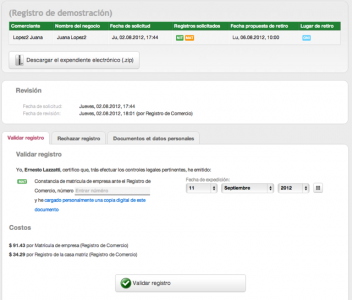 (Registro de demostración)
Comerciante Nombre del negocio Fecha de solicitud Registros solicitados Fecha propuesta de retiro Lugar de retiro
Lopez2 Juana Juana Lopez2 Ju, 02.08.2012, 17:44 Lu, 06.08.2012, 10:00
Descargar el expendiente electrónico (.zip)
Revisión
Fecha de solicitud: Jueves, 02.08.2012, 17:44
Fecha de revisión: Jueves, 02.08.2012, 18:01 (por Registro de Comercio)
Validar registro Rechazar registro Documentos et datos personales
Validar registro
Yo, Ernesto Lazzatti, certifico que, trás efectuar los controles legales pertinentes, he emitido:
Constancia de matrícula de empresa ante el Registro de Comercio, número Entrar número
y he cargado personalmente una copia digital de este documento
Fecha de expedición:
11 Septiembre 2012
Costos
$ 91.43 por Matrícula de empresa (Registro de Comercio)
$ 34.29 por Registro de la casa matriz (Registro de Comercio)
Validar registro